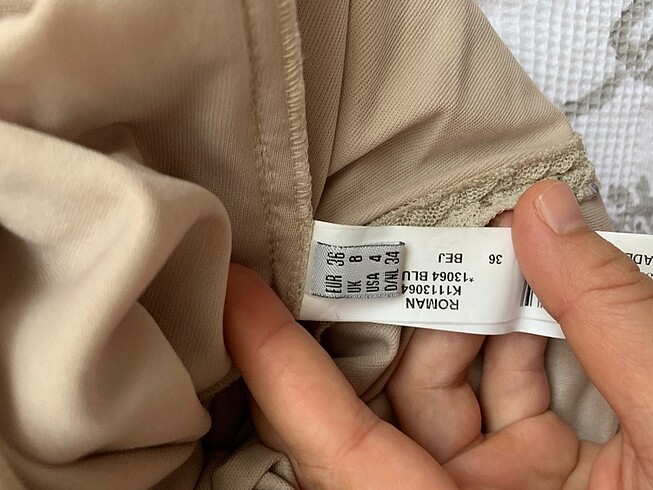 EUR 36
UK 8
USA 4
D/NL 34
ROMAN
K1113064
*13064 BLU
BEJ 36